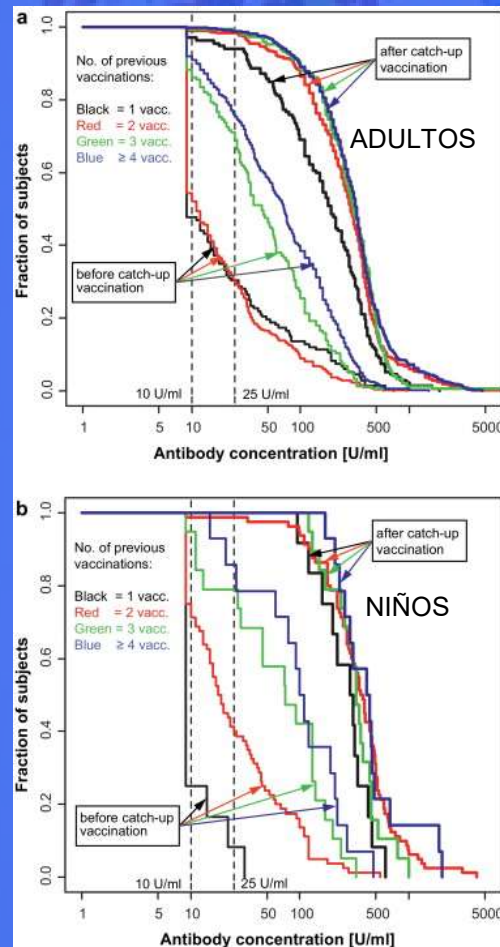 a
No. of previous
vaccinations:
Black = 1 vacc.
Red = 2 vacc.
Green = 3 vacc.
Blue ≥ 4 vacc.
after catch-up
vaccination
ADULTOS
before catch-up
vaccination
Fraction of subjects
0.0
0.2
0.4
0.6
0.8
1.0
10 U/ml
25 U/ml
1
5
10
50
100
500
5000
Antibody concentration [U/ml]
b
No. of previous
vaccinations:
Black = 1 vacc.
Red = 2 vacc.
Green = 3 vacc.
Blue ≥ 4 vacc.
after catch-up
vaccination
NIÑOS
before catch-up
vaccination
Fraction of subjects
0.0
0.2
0.4
0.6
0.8
1.0
10 U/ml
25 U/ml
1
5
10
50
100
500
5000
Antibody concentration [U/ml]